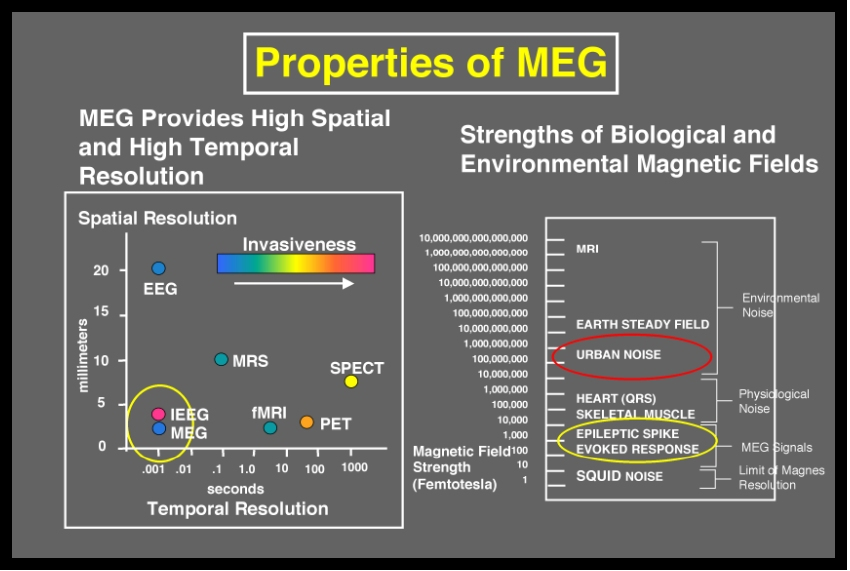 Properties of MEG
MEG Provides High Spatial
and High Temporal
Resolution
Spatial Resolution
Invasiveness
millimeters
20
15
10
5
0
EEG
MRS
SPECT
IEEG
MEG
fMRI
PET
.001 .01 .1 1.0 10 100 1000
seconds
Temporal Resolution
Strengths of Biological and
Environmental Magnetic Fields
10,000,000,000,000,000
1,000,000,000,000,000
100,000,000,000,000
10,000,000,000,000
1,000,000,000,000
100,000,000,000
10,000,000,000
1,000,000,000
100,000,000
10,000,000
1,000,000
100,000
10,000
1,000
100
10
1
Magnetic Field
Strength
(Femtotesla)
MRI
EARTH STEADY FIELD
URBAN NOISE
HEART (QRS)
SKELETAL MUSCLE
EPILEPTIC SPIKE
EVOKED RESPONSE
SQUID NOISE
Environmental
Noise
Physiological
Noise
MEG Signals
Limit of Magnes
Resolution